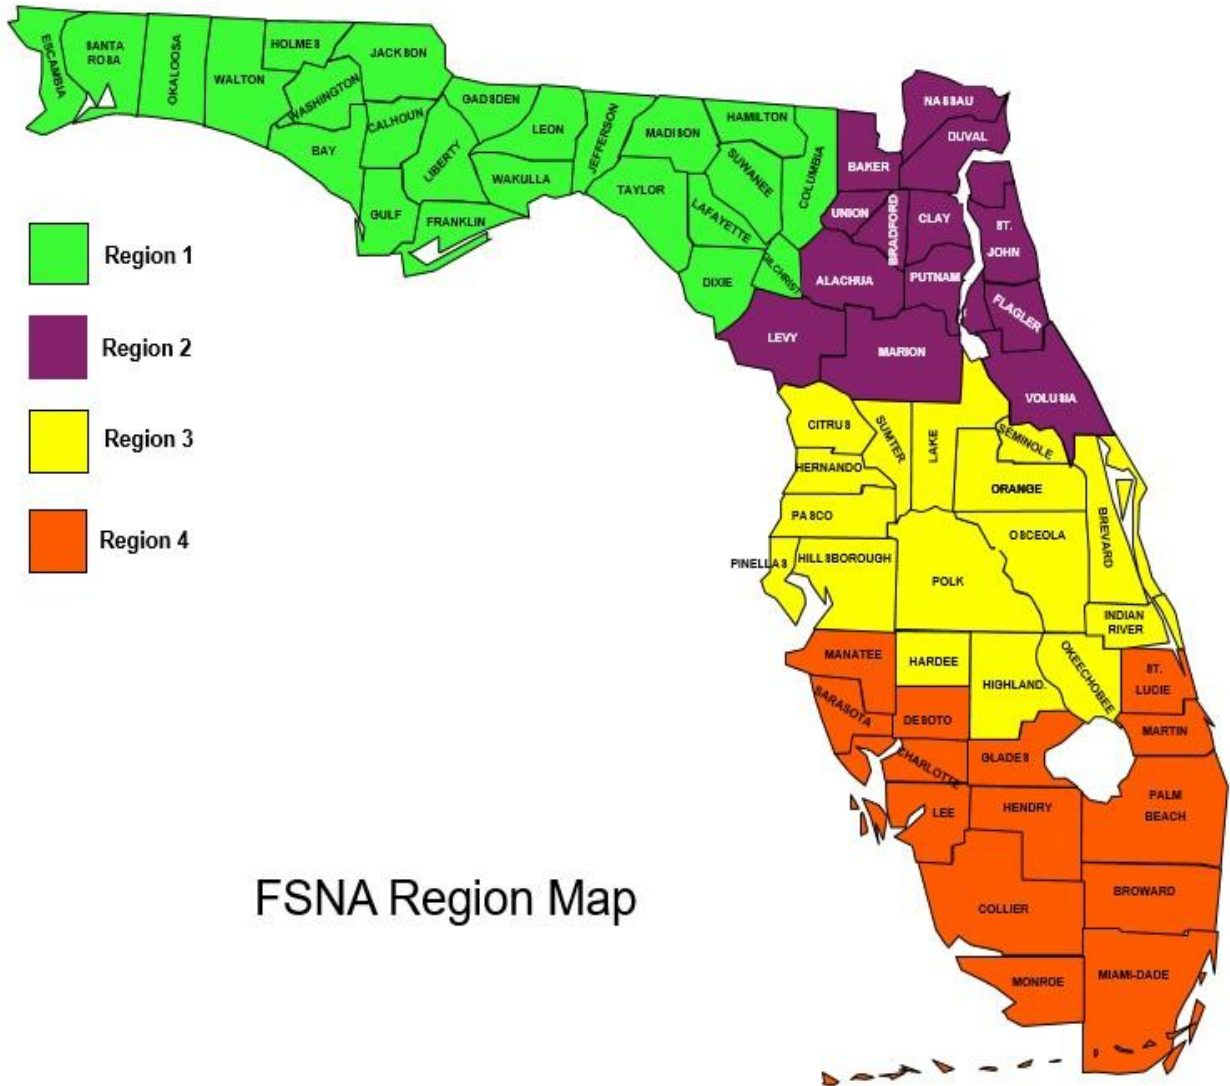 ESCAMBIA
SANTA
ROSA
OKALOOSA
WALTON
HOLMES
WASHINGTON
JACKSON
BAY
CALHOUN
GULF
LIBERTY
GADSDEN
LEON
WAKULLA
FRANKLIN
JEFFERSON
MADISON
TAYLOR
HAMILTON
SUWANEE
LAFAYETTE
DIXIE
COLUMBIA
GILCHRIST
NASSAU
DUVAL
BAKER
UNION
BRADFORD
CLAY
ST.
JOHN
ALACHUA
PUTNAM
FLAGLER
LEVY
MARION
VOLUSIA
Region 1
Region 2
Region 3
Region 4
CITRUS
SUMTER
LAKE
SEMINOLE
HERNANDO
ORANGE
PASCO
OSCEOLA
BREVARD
PINELLAS
HILLSBOROUGH
POLK
INDIAN
RIVER
MANATEE
HARDEE
HIGHLAND.
OKEECHOBEE
ST.
LUCIE
SARASOTA
DESOTO
MARTIN
CHARLOTTE
GLADES
LEE
HENDRY
PALM
BEACH
FSNA Region Map
COLLIER
BROWARD
MONROE
MIAMI-DADE